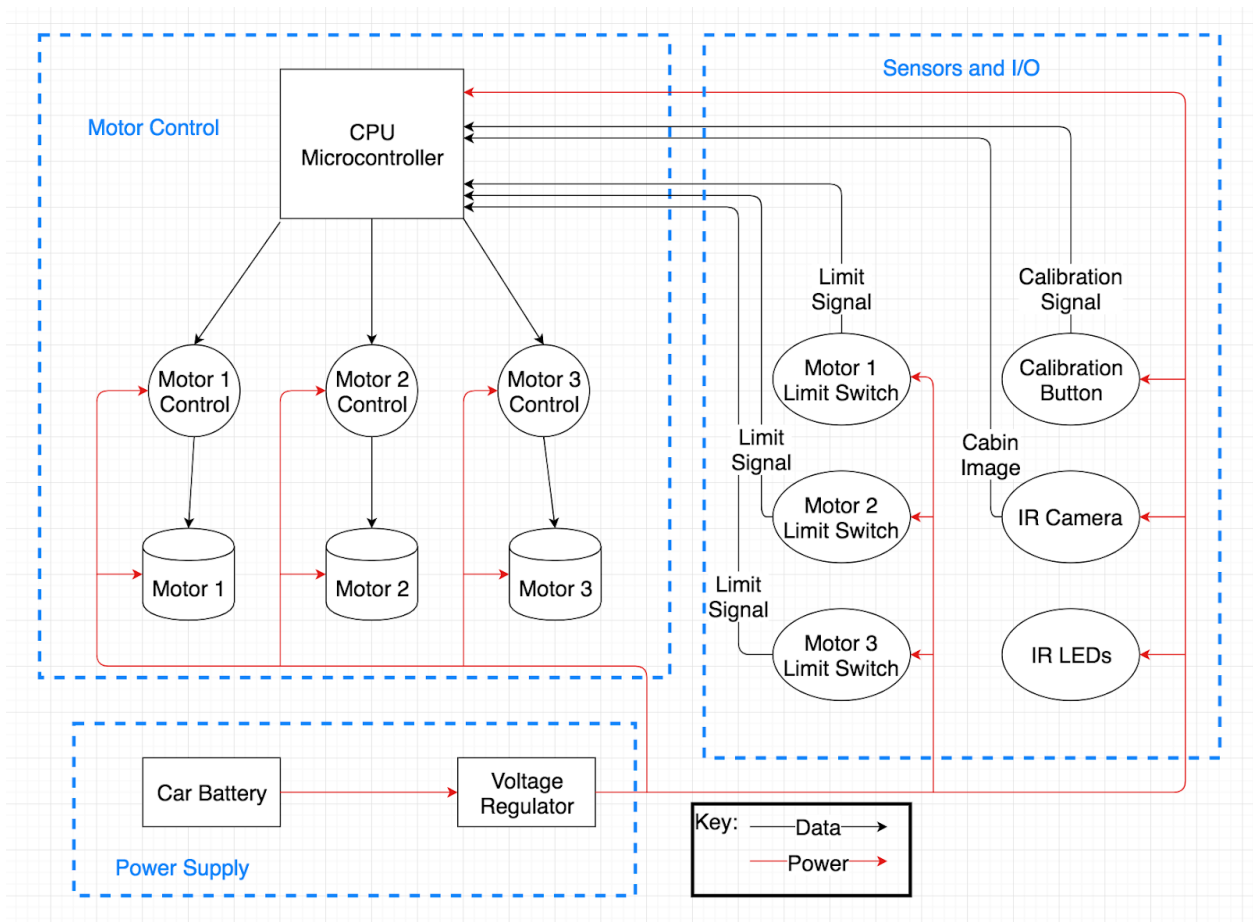 Sensors and I/O
Motor Control
CPU
Microcontroller
Limit
Signal
Calibration
Signal
Motor 1
Control
Motor 2
Control
Motor 3
Control
Motor 1
Limit Switch
Calibration
Button
Limit
Signal
Cabin
Image
Motor 2
Limit Switch
IR Camera
Motor 1
Motor 2
Motor 3
Limit
Signal
Motor 3
Limit Switch
IR LEDs
Car Battery
Voltage
Regulator
Power Supply
Key:
Data
Power